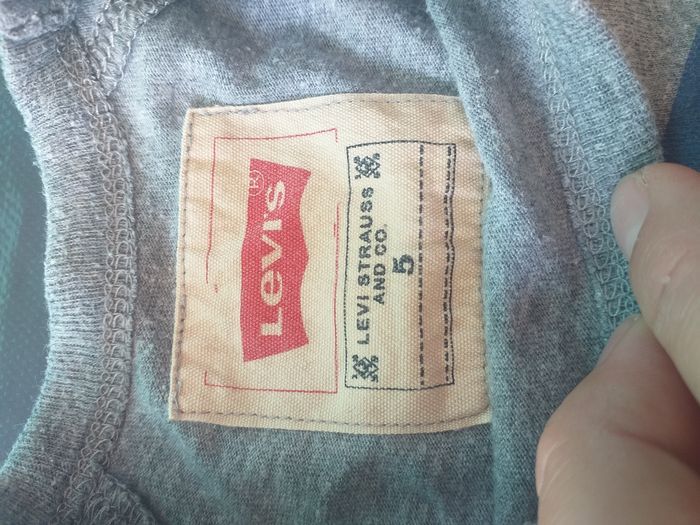 Levi's®
LEVI STRAUSS
AND CO.
5